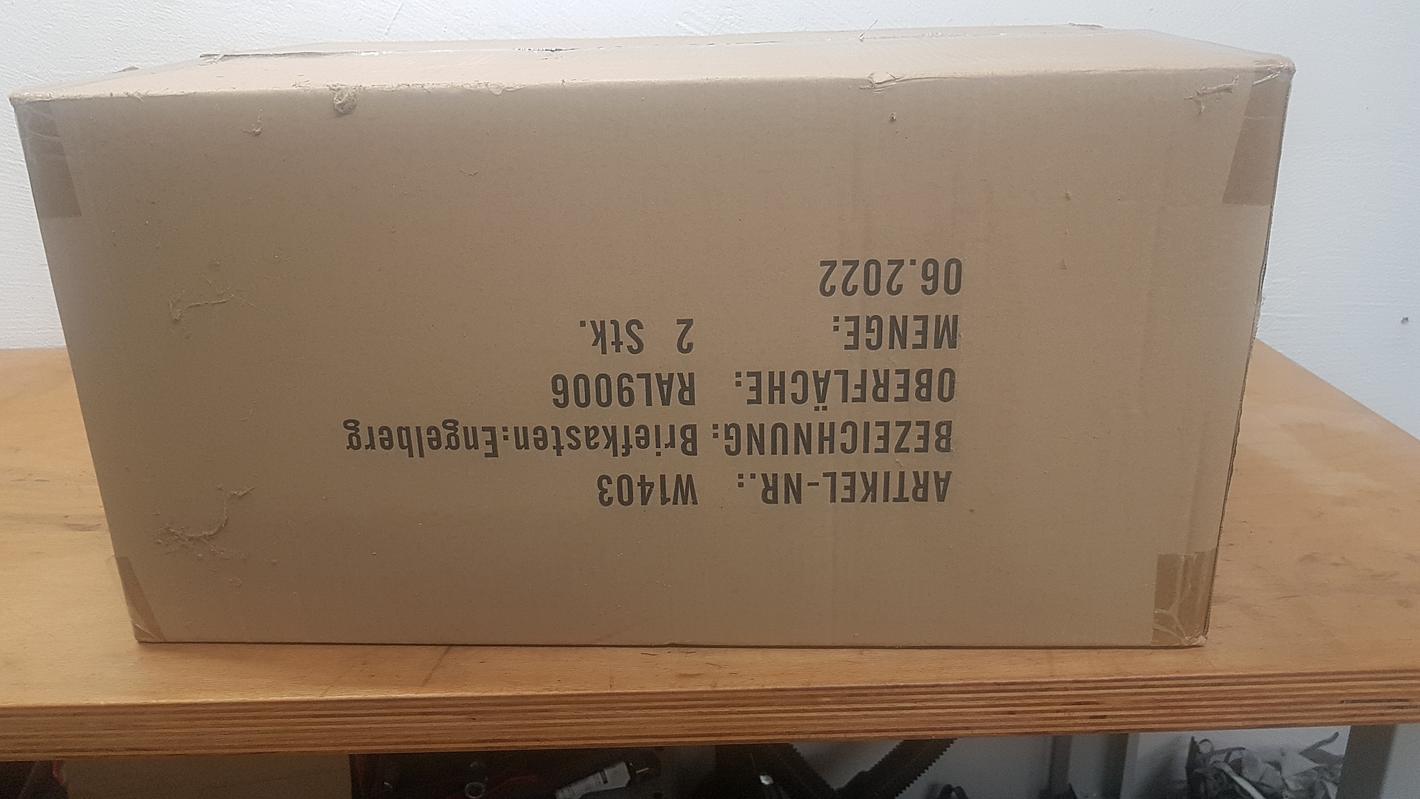 ARTIKEL-NR.: W1403
BEZEICHNUNG: Briefkasten:Engelberg
OBERFLÄCHE: RAL9006
MENGE: 2 Stk.
06.2022